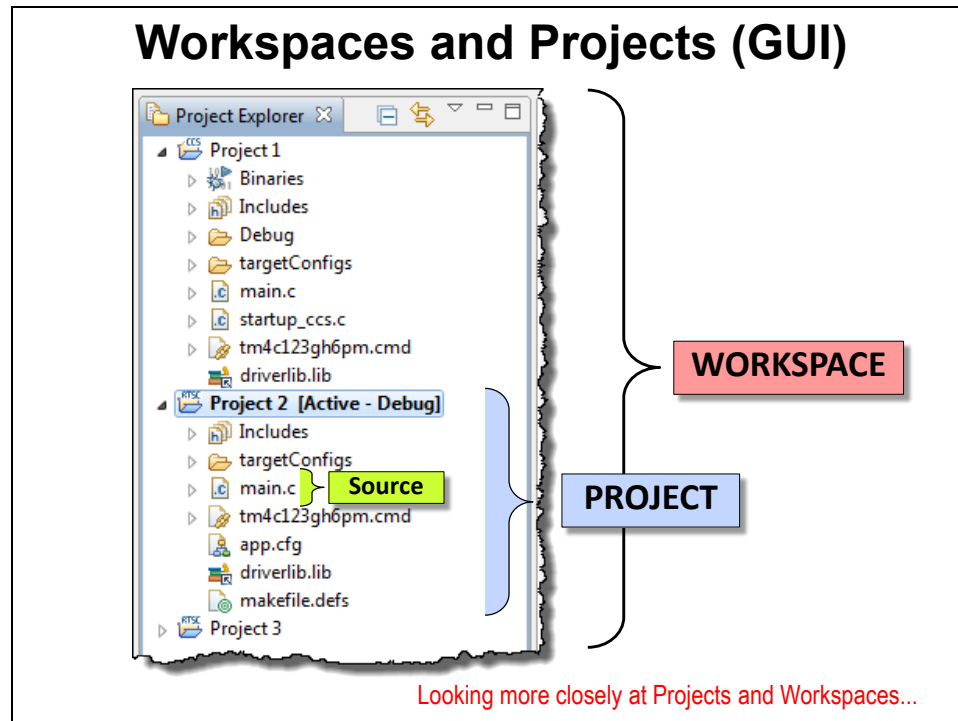 Workspaces and Projects (GUI)
Project Explorer
CCS
Project 1
Binaries
Includes
Debug
targetConfigs
main.c
startup_ccs.c
tm4c123gh6pm.cmd
driverlib.lib
RTSC
Project 2 [Active - Debug]
Includes
targetConfigs
main.c
Source
tm4c123gh6pm.cmd
app.cfg
driverlib.lib
makefile.defs
RTSC
Project 3
WORKSPACE
PROJECT
Looking more closely at Projects and Workspaces...